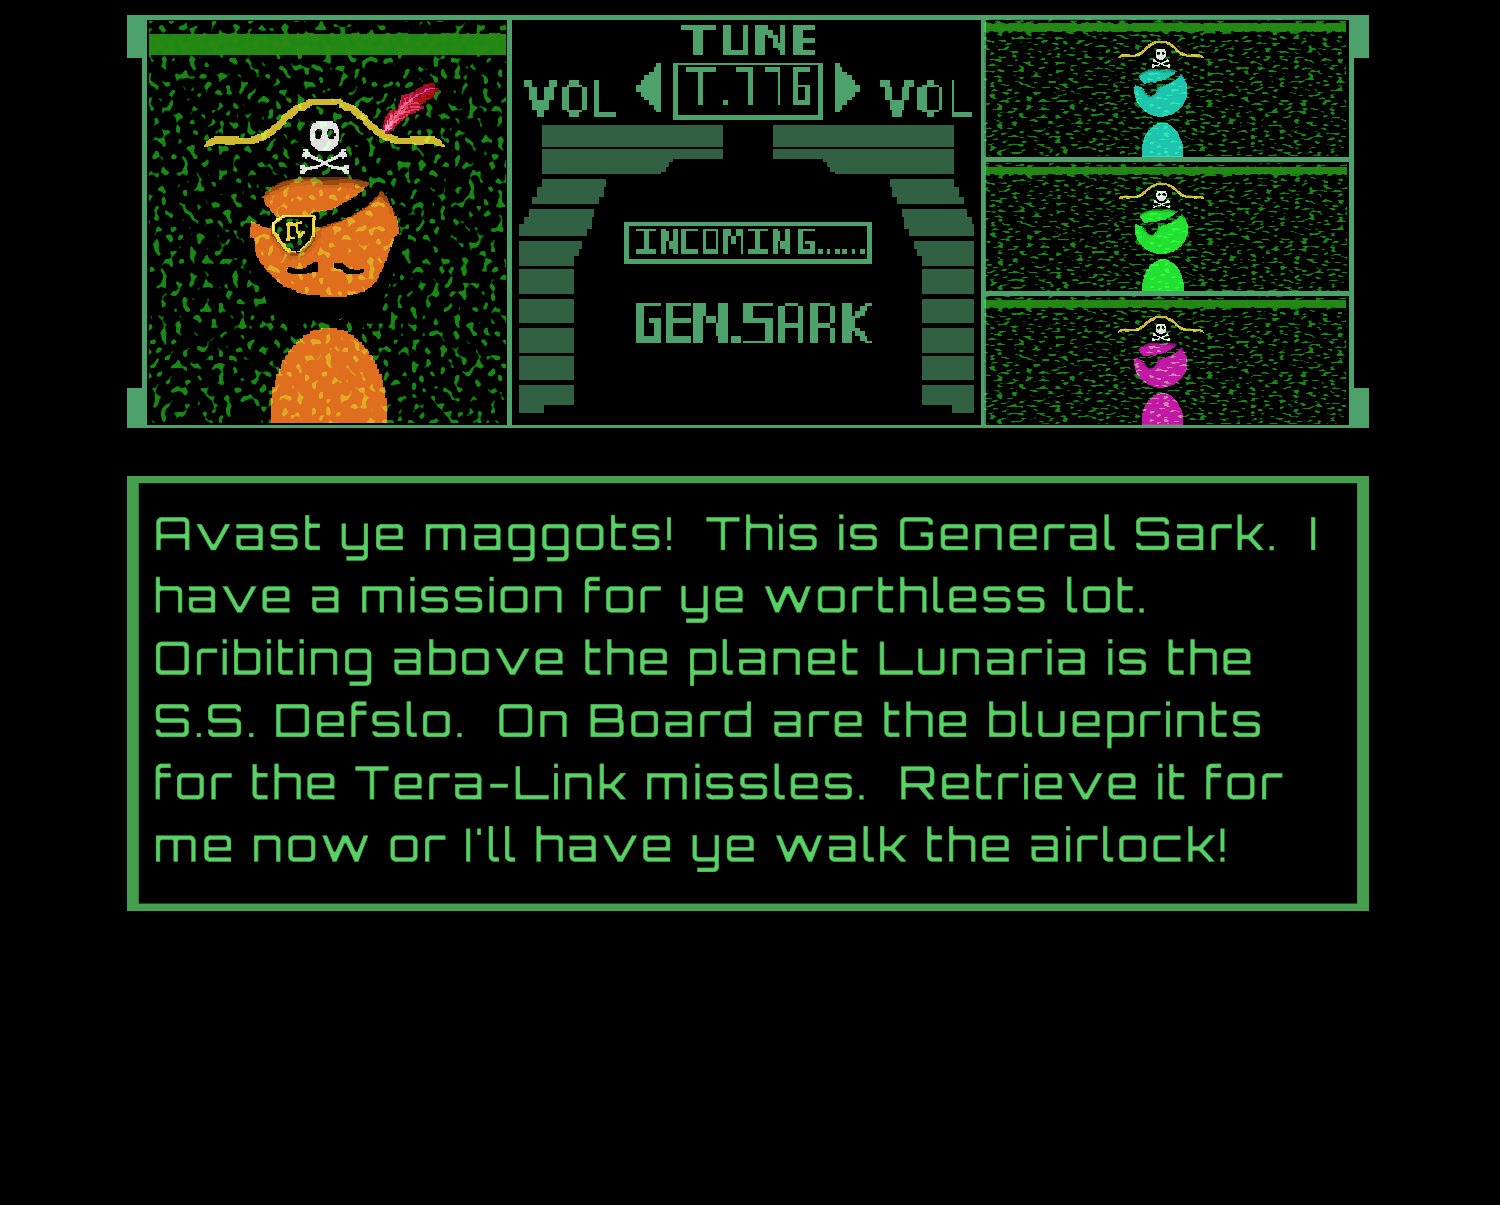 TUNE
VOL T.776 VOL
INCOMING......
GEN.SARK
Avast ye maggots!  This is General Sark.  I
have a mission for ye worthless lot.
Oribiting above the planet Lunaria is the
S.S. Defslo.  On Board are the blueprints
for the Tera-Link missles.  Retrieve it for
me now or I'll have ye walk the airlock!